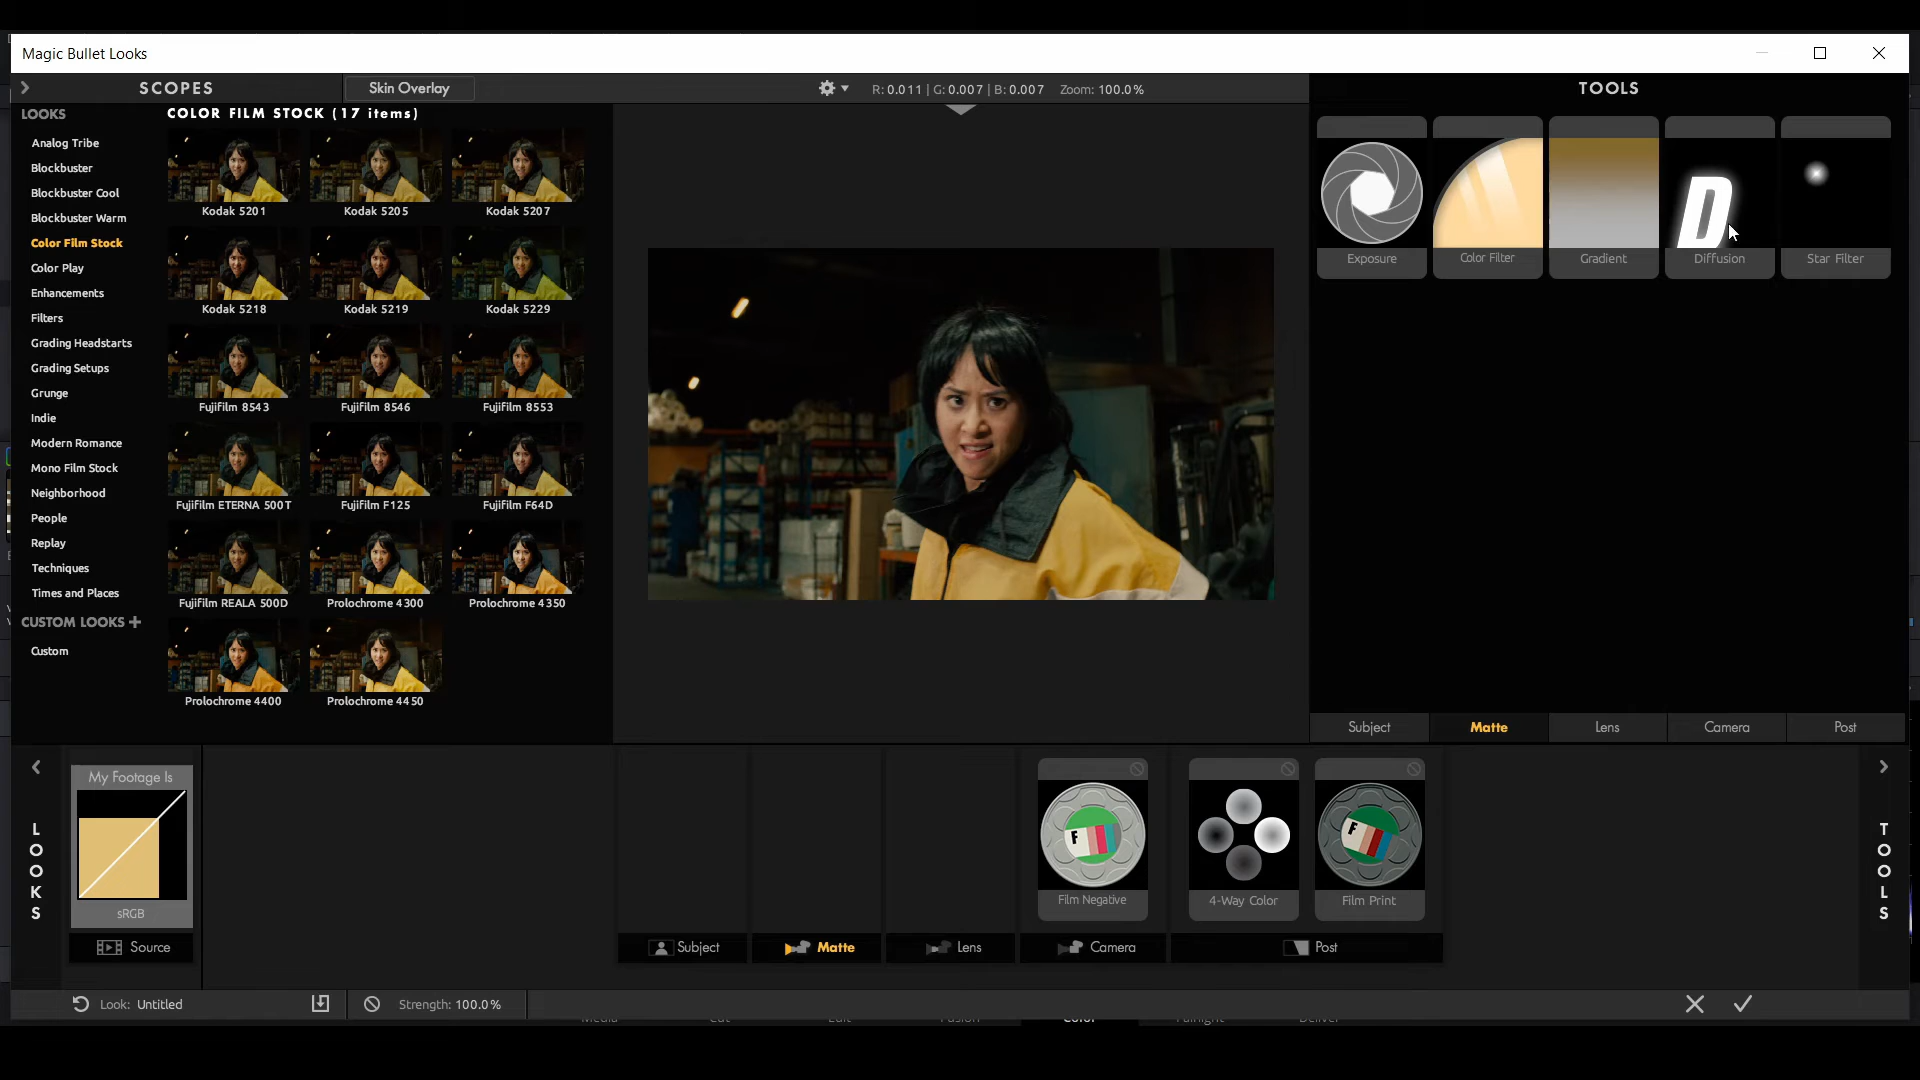 Magic Bullet Looks
SCOPES
Skin Overlay
R: 0.011 | G: 0.007 | B: 0.007 Zoom: 100.0%
TOOLS
LOOKS
Analog Tribe
Blockbuster
Blockbuster Cool
Blockbuster Warm
Color Film Stock
Color Play
Enhancements
Filters
Grading Headstarts
Grading Setups
Grunge
Indie
Modern Romance
Mono Film Stock
Neighborhood
People
Replay
Techniques
Times and Places
CUSTOM LOOKS
Custom
COLOR FILM STOCK (17 items)
Kodak 5201 Kodak 5205 Kodak 5207
Kodak 5218 Kodak 5219 Kodak 5229
Fujifilm 8543 Fujifilm 8546 Fujifilm 8553
Fujifilm ETERNA 500T Fujifilm F125 Fujifilm F64D
Fujifilm REALA 500D Prolochrome 4300 Prolochrome 4350
Prolochrome 4400 Prolochrome 4450
D
Exposure Color Filter Gradient Diffusion Star Filter
Subject Matte Lens Camera Post
LOOKS
My Footage Is
sRGB
Source
F
Film Negative
4-Way Color
F
Film Print
Subject Matte Lens Camera Post
TOOLS
Look: Untitled
Strength: 100.0%